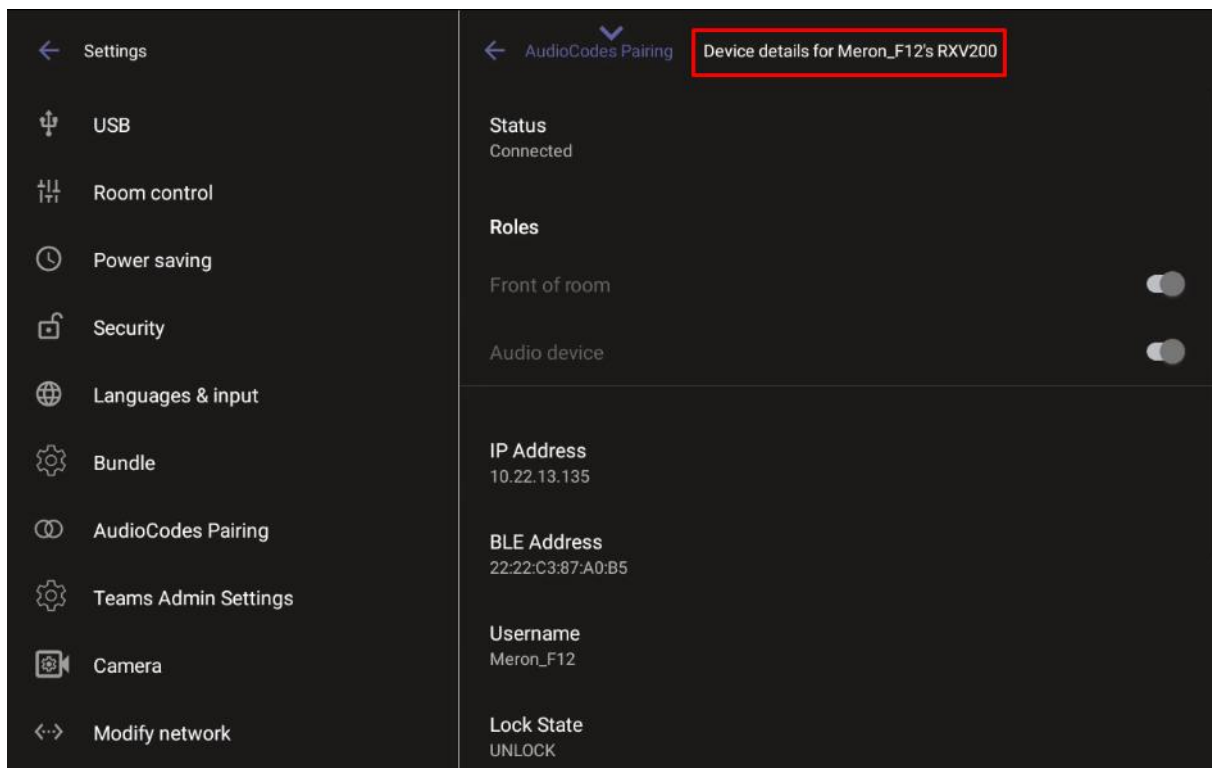 Settings
USB
Room control
Power saving
Security
Languages & input
Bundle
AudioCodes Pairing
Teams Admin Settings
Camera
Modify network
AudioCodes Pairing Device details for Meron_F12's RXV200
Status
Connected
Roles
Front of room
Audio device
IP Address
10.22.13.135
BLE Address
22:22:C3:87:A0:B5
Username
Meron_F12
Lock State
UNLOCK